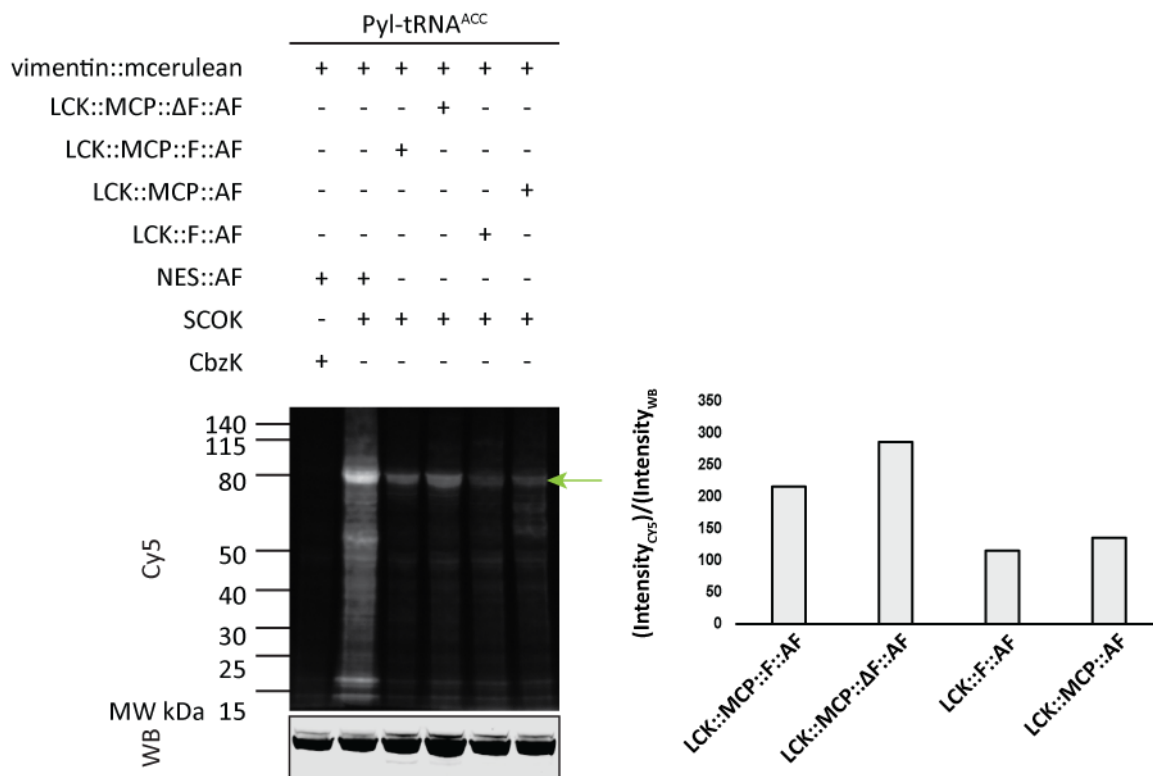 Pyl-tRNAᴬᶜᶜ
vimentin::mcerulean + + + + + +
LCK::MCP::ΔF::AF - - - + - -
LCK::MCP::F::AF - - + - - -
LCK::MCP::AF - - - - - +
LCK::F::AF - - - - + -
NES::AF + + - - - -
SCOK - + + + + +
CbzK + - - - - -
140
115
80
50
40
30
25
MW kDa 15
Cy5
WB
(Intensity_CY5)/(Intensity_WB
350
300
250
200
150
100
50
0
LCK::MCP::F::AF
LCK::MCP::ΔF::AF
LCK::F::AF
LCK::MCP::AF